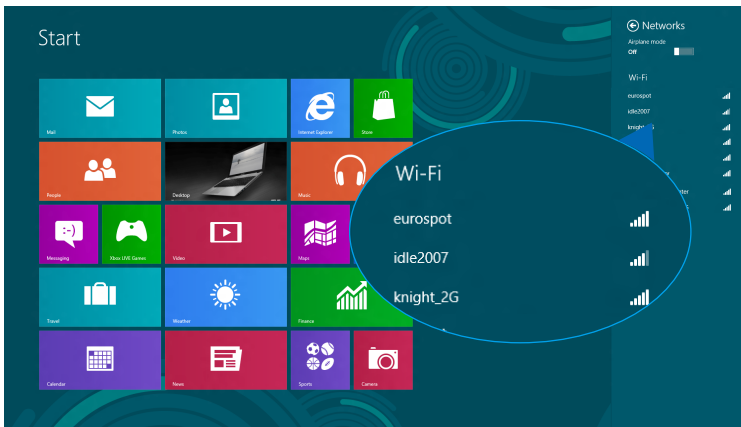 Start
Mail
Photos
Internet Explorer
Store
People
Desktop
Music
:-)
Messaging
Xbox LIVE Games
Video
Maps
Travel
Weather
Finance
Calendar
News
Sports
Camera
Networks
Airplane mode
Off
Wi-Fi
eurospot
idle2007
Wi-Fi
eurospot
idle2007
knight_2G